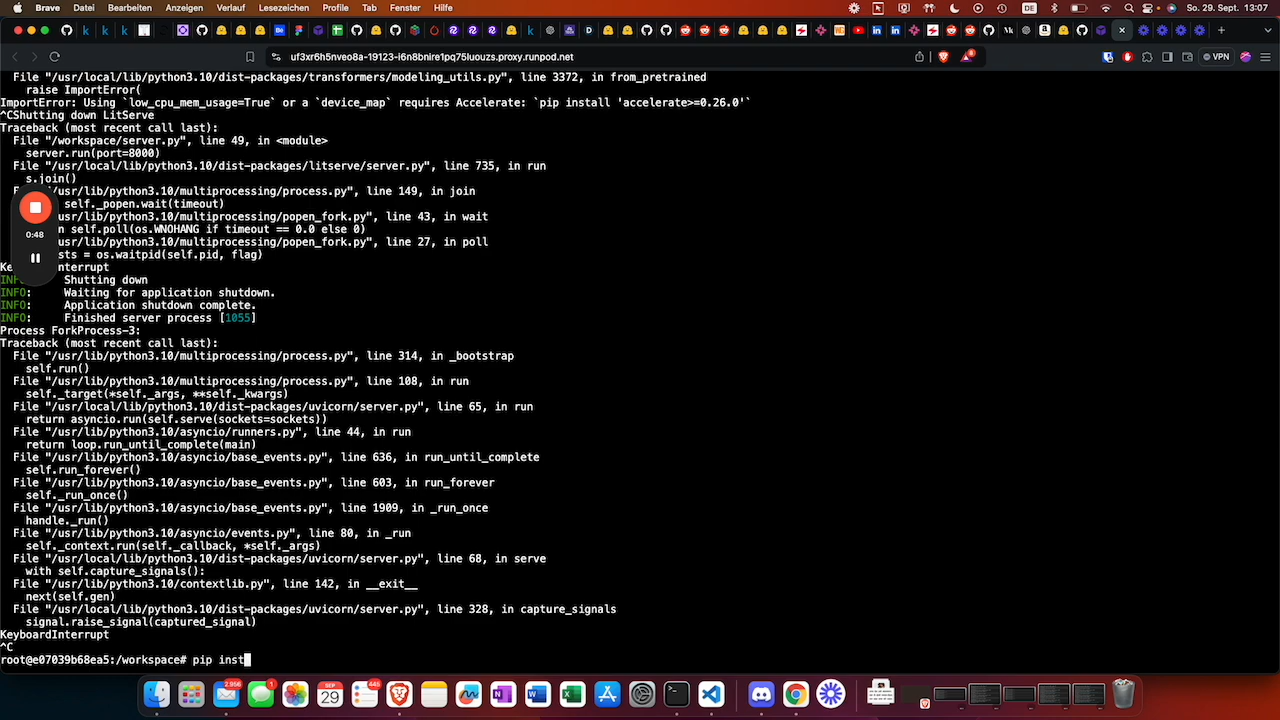 Brave Ablage Bearbeiten Anzeigen Verlauf Lesezeichen Profile Tab Fenster Hilfe DE So. 29. Sept. 13:07
uf3xr6h5nveo8a-19123-i6n8bnire1pq75luouzs.proxy.runpod.net VPN
File "/usr/local/lib/python3.10/dist-packages/transformers/modeling_utils.py", line 3372, in from_pretrained
raise ImportError(
ImportError: Using `low_cpu_mem_usage=True` or a `device_map` requires Accelerate: `pip install 'accelerate>=0.26.0'`
^CShutting down LitServe
Traceback (most recent call last):
File "/workspace/server.py", line 49, in <module>
server.run(port=8000)
File "/usr/local/lib/python3.10/dist-packages/litserve/server.py", line 735, in run
s.join()
"/usr/lib/python3.10/multiprocessing/process.py", line 149, in join
self._popen.wait(timeout)
usr/lib/python3.10/multiprocessing/popen_fork.py", line 43, in wait
n self.poll(os.WNOHANG if timeout == 0.0 else 0)
usr/lib/python3.10/multiprocessing/popen_fork.py", line 27, in poll
sts = os.waitpid(self.pid, flag)
0:48
Ke Interrupt
INF : Shutting down
INFO: Waiting for application shutdown.
INFO: Application shutdown complete.
INFO: Finished server process [1055]
Process ForkProcess-3:
Traceback (most recent call last):
File "/usr/lib/python3.10/multiprocessing/process.py", line 314, in _bootstrap
self.run()
File "/usr/lib/python3.10/multiprocessing/process.py", line 108, in run
self._target(*self._args, **self._kwargs)
File "/usr/local/lib/python3.10/dist-packages/uvicorn/server.py", line 65, in run
return asyncio.run(self.serve(sockets=sockets))
File "/usr/lib/python3.10/asyncio/runners.py", line 44, in run
return loop.run_until_complete(main)
File "/usr/lib/python3.10/asyncio/base_events.py", line 636, in run_until_complete
self.run_forever()
File "/usr/lib/python3.10/asyncio/base_events.py", line 603, in run_forever
self._run_once()
File "/usr/lib/python3.10/asyncio/base_events.py", line 1909, in _run_once
handle._run()
File "/usr/lib/python3.10/asyncio/events.py", line 80, in _run
self._context.run(self._callback, *self._args)
File "/usr/local/lib/python3.10/dist-packages/uvicorn/server.py", line 68, in serve
with self.capture_signals():
File "/usr/lib/python3.10/contextlib.py", line 142, in __exit__
next(self.gen)
File "/usr/local/lib/python3.10/dist-packages/uvicorn/server.py", line 328, in capture_signals
signal.raise_signal(captured_signal)
KeyboardInterrupt
^C
root@e07039b68ea5:/workspace# pip inst
2.956 1 SEP 29 445